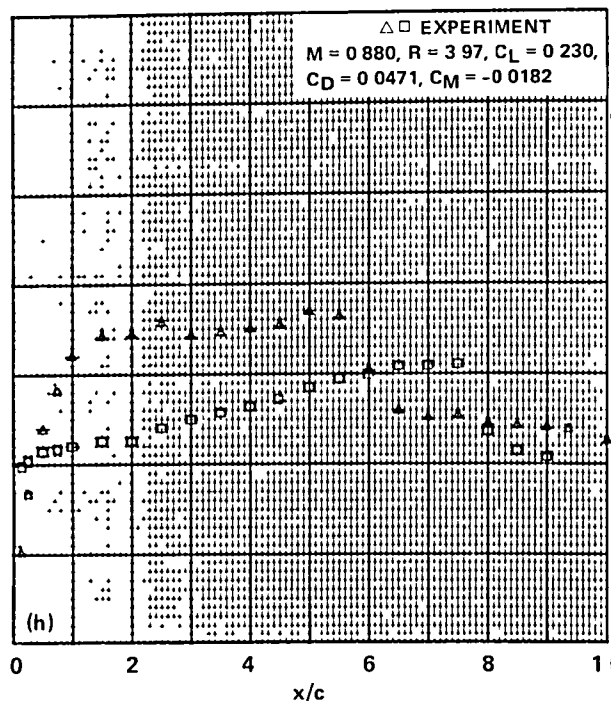 △ □ EXPERIMENT
M = 0 880, R = 3 97, C_L = 0 230,
C_D = 0 0471, C_M = -0 0182
(h)
0 2 4 6 8 1
x/c